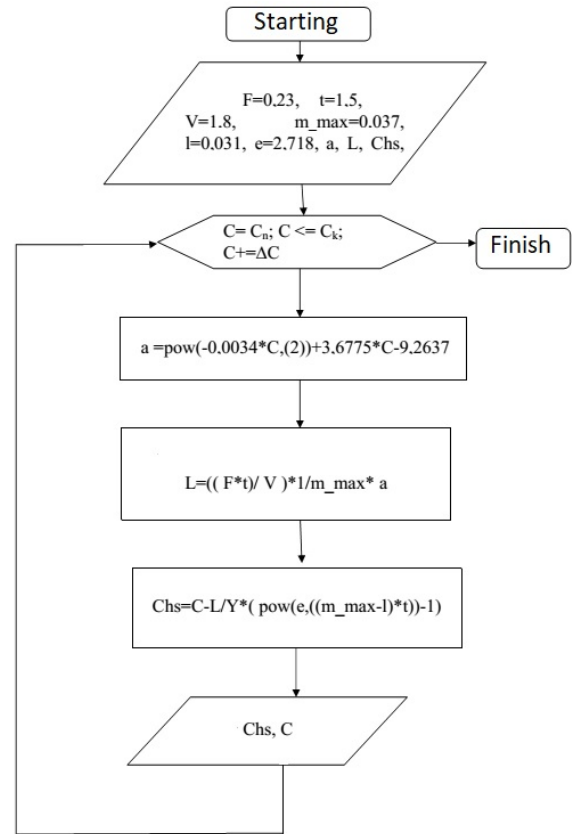 Starting
F=0,23, t=1.5,
V=1.8, m_max=0.037,
l=0,031, e=2,718, a, L, Chs,
C= Cₙ; C <= Cₖ;
C+=ΔC
Finish
a =pow(-0,0034*C,(2))+3,6775*C-9,2637
L=(( F*t)/ V )*1/m_max* a
Chs=C-L/Y*( pow(e,((m_max-l)*t))-1)
Chs, C